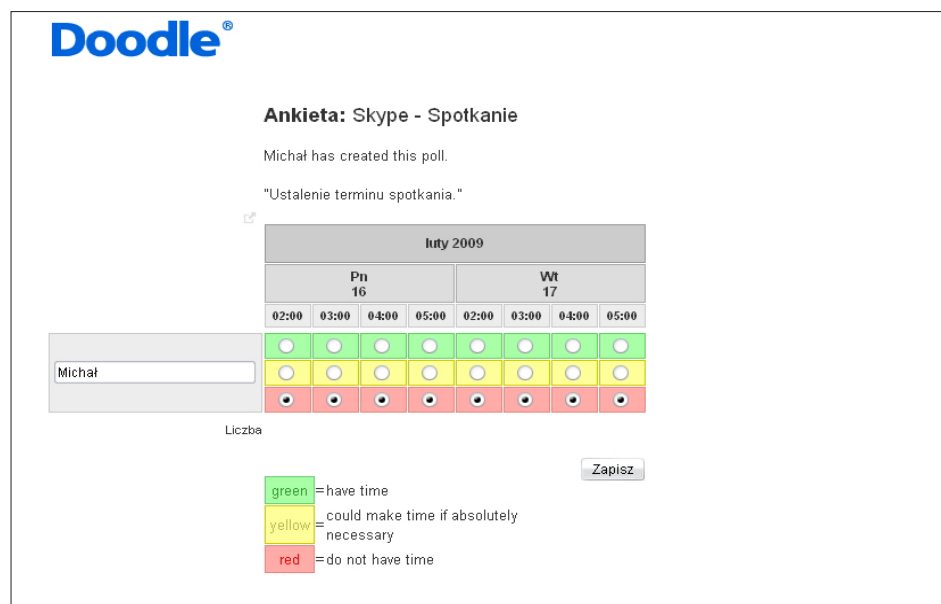 Doodle®
Ankieta: Skype - Spotkanie
Michał has created this poll.
"Ustalenie terminu spotkania."
luty 2009
Pn Wt
16 17
02:00 03:00 04:00 05:00 02:00 03:00 04:00 05:00
Michał
Liczba
Zapisz
green =have time
yellow =could make time if absolutely
necessary
red =do not have time